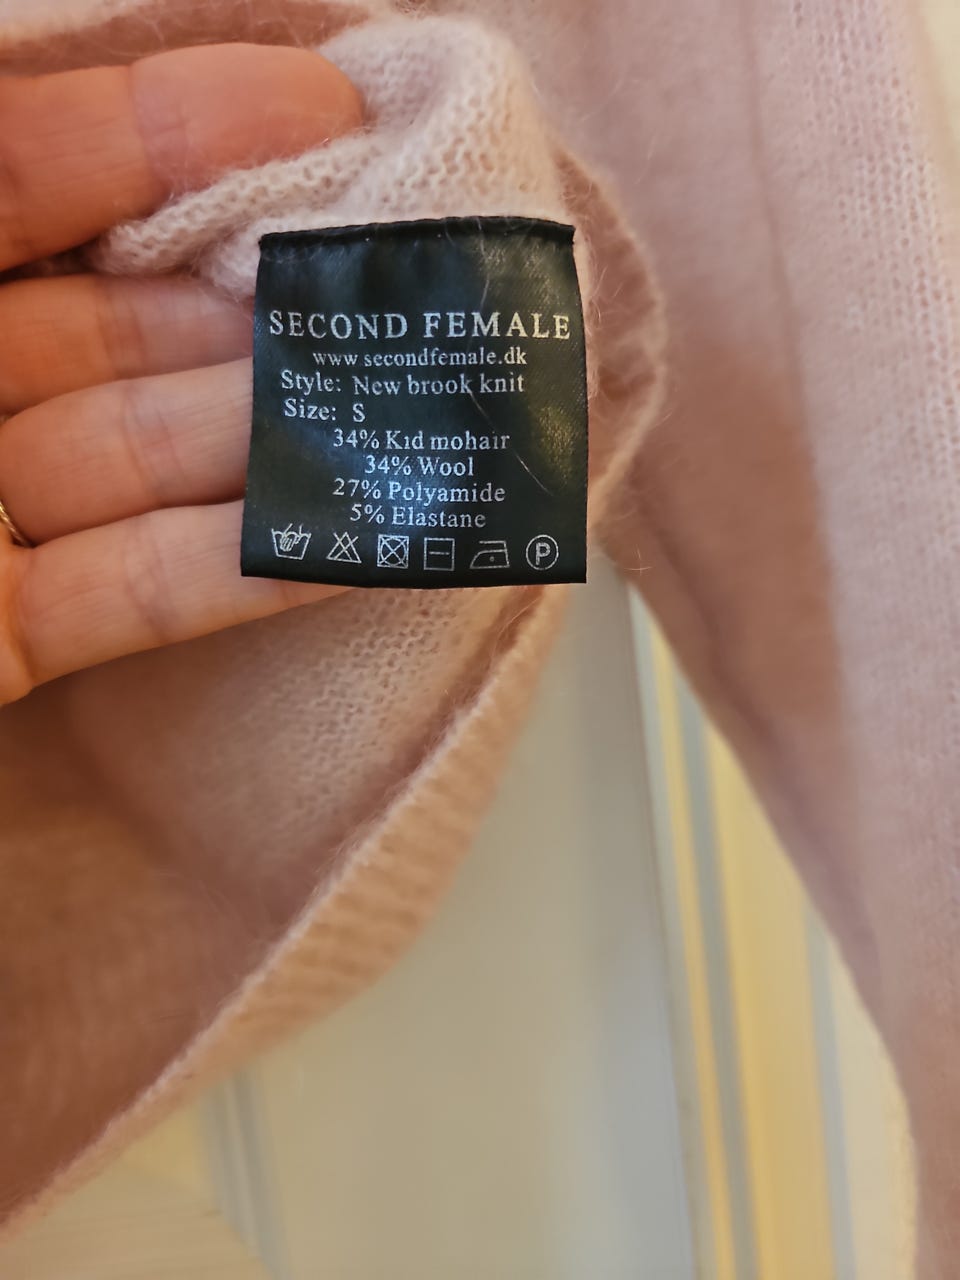 SECOND FEMALE
www.secondfemale.dk
Style: New brook knit
Size: S
34% Kid mohair
34% Wool
27% Polyamide
5% Elastane
P